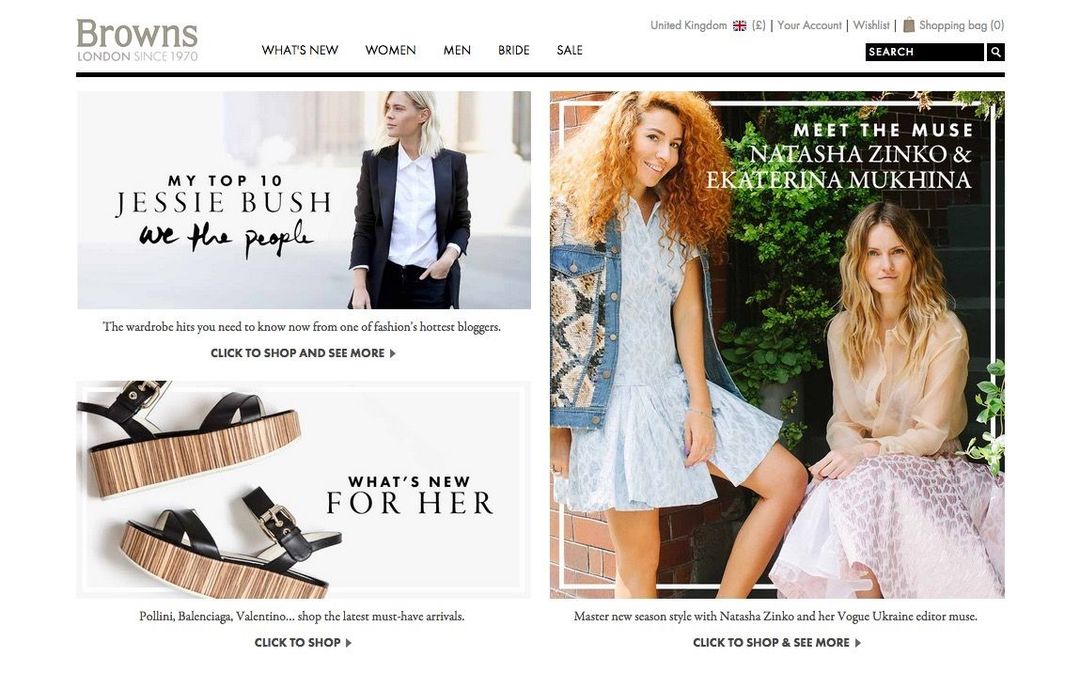 Browns
LONDON SINCE 1970
United Kingdom (£) | Your Account | Wishlist | Shopping bag (0)
WHAT'S NEW WOMEN MEN BRIDE SALE
SEARCH
MY TOP 10
JESSIE BUSH
we the people
The wardrobe hits you need to know now from one of fashion's hottest bloggers.
CLICK TO SHOP AND SEE MORE
WHAT'S NEW
FOR HER
Pollini, Balenciaga, Valentino... shop the latest must-have arrivals.
CLICK TO SHOP
MEET THE MUSE
NATASHA ZINKO &
EKATERINA MUKHINA
Master new season style with Natasha Zinko and her Vogue Ukraine editor muse.
CLICK TO SHOP & SEE MORE